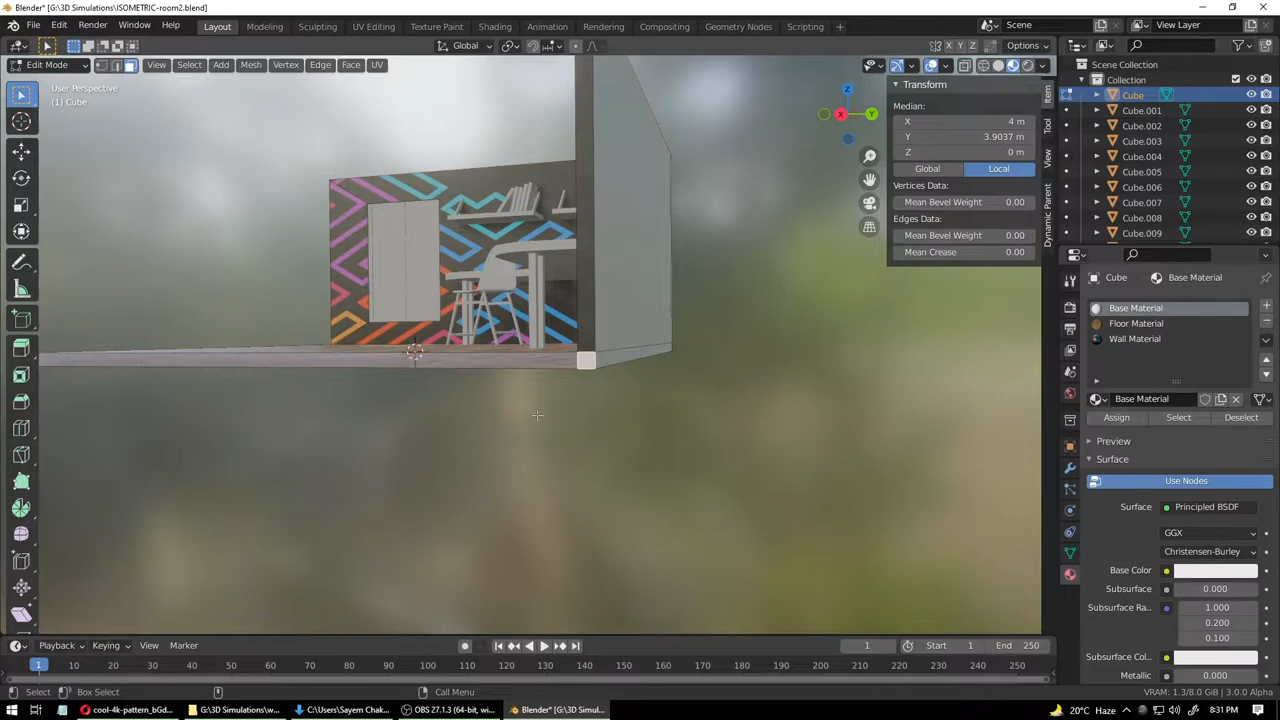 Blender* [G:\3D Simulations\ISOMETRIC-room2.blend]
File Edit Render Window Help Layout Modeling Sculpting UV Editing Texture Paint Shading Animation Rendering Compositing Geometry Nodes Scripting Scene View Layer
Global X Y Z Options
Edit Mode View Select Add Mesh Vertex Edge Face UV
User Perspective
(1) Cube
Z
X Y
Transform
Median:
X 4 m
Y 3.9037 m
Z 0 m
Global Local
Vertices Data:
Mean Bevel Weight 0.00
Edges Data:
Mean Bevel Weight 0.00
Mean Crease 0.00
Item
Tool
View
Dynamic Parent
Scene Collection
Collection
Cube
Cube.001
Cube.002
Cube.003
Cube.004
Cube.005
Cube.006
Cube.007
Cube.008
Cube.009
Cube Base Material
Base Material
Floor Material
Wall Material
Base Material
Assign Select Deselect
Preview
Surface
Use Nodes
Surface Principled BSDF
GGX
Christensen-Burley
Base Color
Subsurface 0.000
Subsurface Ra... 1.000
0.200
0.100
Subsurface Col...
Metallic 0.000
Playback Keying View Marker 1 Start 1 End 250
1 10 20 30 40 50 60 70 80 90 100 110 120 130 140 150 160 170 180 190 200 210 220 230 240 250
Select Box Select Call Menu VRAM: 1.3/8.0 GiB | 3.0.0 Alpha
cool-4k-pattern_bGd... G:\3D Simulations\w... C:\Users\Sayem Chak... OBS 27.1.3 (64-bit, wi... Blender* [G:\3D Simul... 20°C Haze 8:31 PM